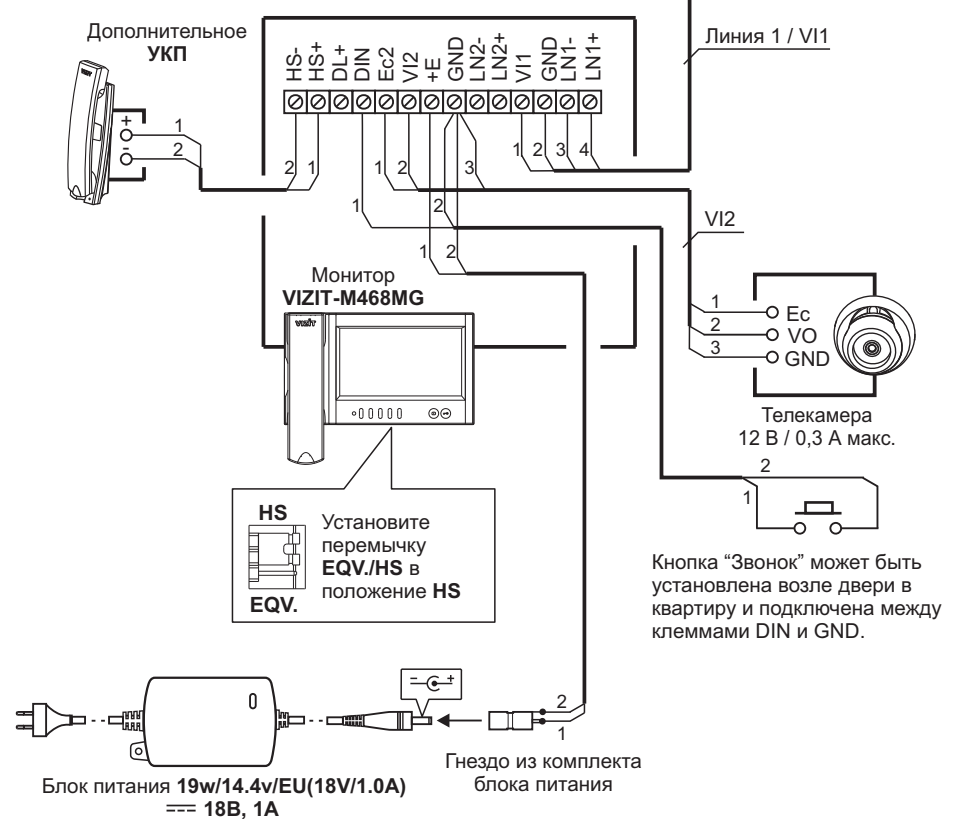 Дополнительное
УКП
HS-
HS+
DL+
DIN
Ec2
VI2
+E
GND
LN2-
LN2+
VI1
GND
LN1-
LN1+
Линия 1 / VI1
+
1
-
2
2
1
1
1
2
3
1
2
3
4
2
1
2
VI2
Монитор
VIZIT-M468MG
VIZIT
1
Ec
2
VO
3
GND
Телекамера
12 В / 0,3 А макс.
2
1
HS
EQV.
Установите
перемычку
EQV./HS в
положение HS
Кнопка “Звонок” может быть
установлена возле двери в
квартиру и подключена между
клеммами DIN и GND.
- +
2
1
Гнездо из комплекта
блока питания
Блок питания 19w/14.4v/EU(18V/1.0A)
18В, 1А